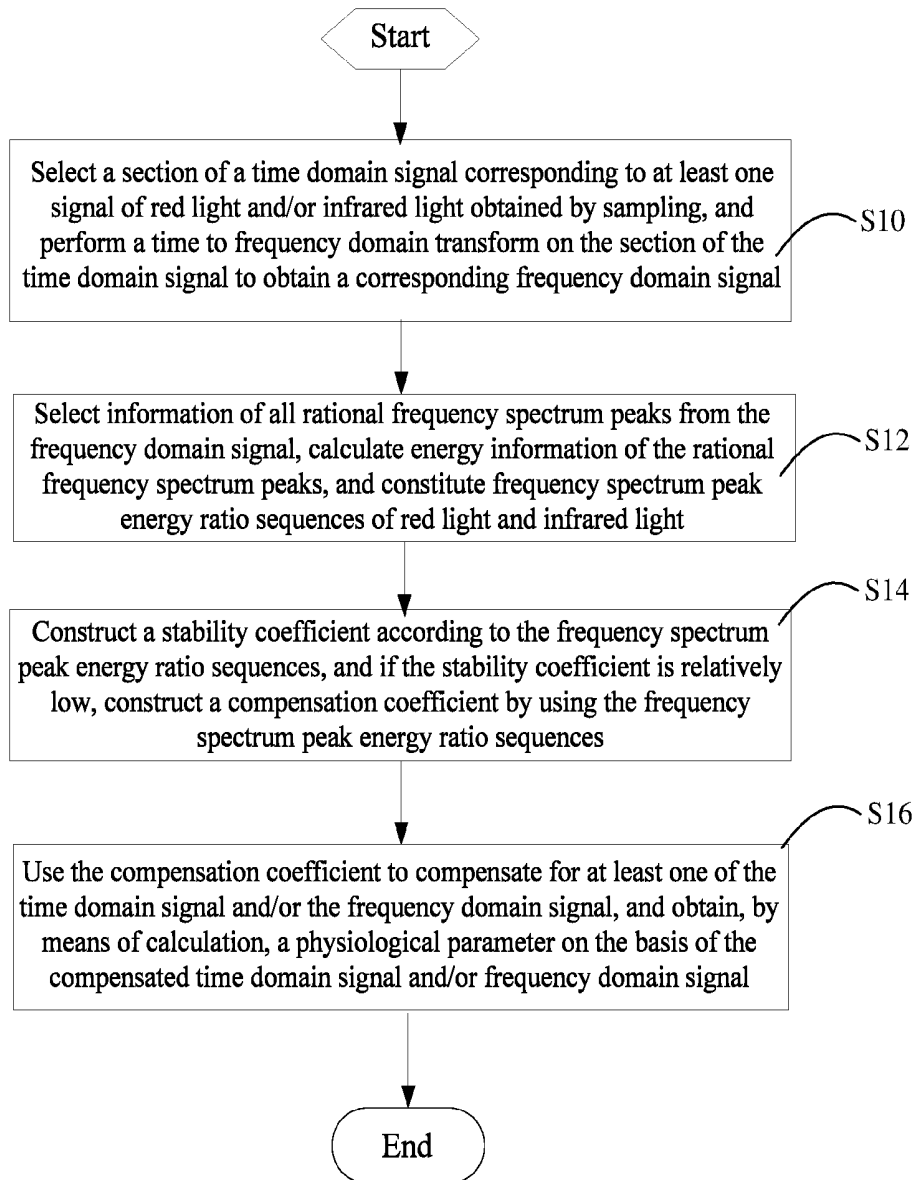 Start
Select a section of a time domain signal corresponding to at least one
signal of red light and/or infrared light obtained by sampling, and
perform a time to frequency domain transform on the section of the
time domain signal to obtain a corresponding frequency domain signal
S10
Select information of all rational frequency spectrum peaks from the
frequency domain signal, calculate energy information of the rational
frequency spectrum peaks, and constitute frequency spectrum peak
energy ratio sequences of red light and infrared light
S12
Construct a stability coefficient according to the frequency spectrum
peak energy ratio sequences, and if the stability coefficient is relatively
low, construct a compensation coefficient by using the frequency
spectrum peak energy ratio sequences
S14
Use the compensation coefficient to compensate for at least one of the
time domain signal and/or the frequency domain signal, and obtain, by
means of calculation, a physiological parameter on the basis of the
compensated time domain signal and/or frequency domain signal
S16
End